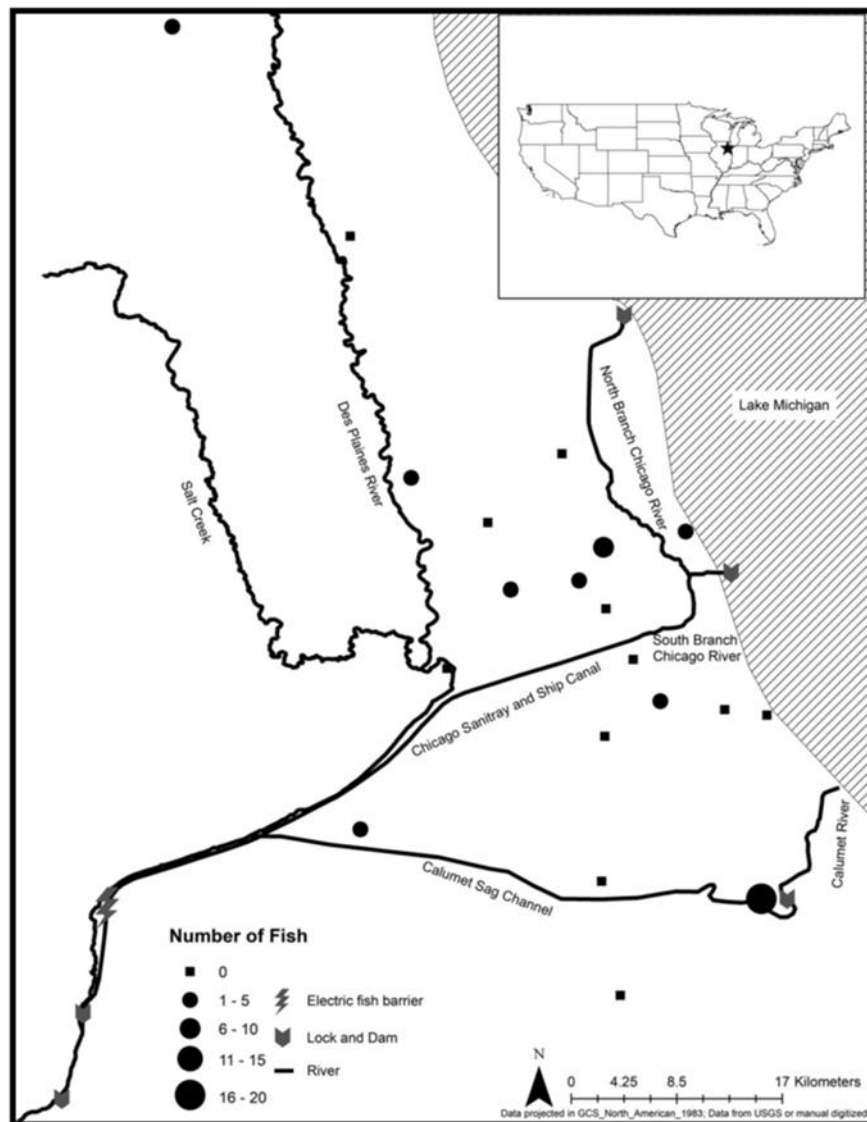 Lake Michigan
North Branch Chicago River
Des Plaines River
Salt Creek
South Branch
Chicago River
Chicago Sanitray and Ship Canal
Calumet River
Calumet Sag Channel
Number of Fish
0
1 - 5
6 - 10
11 - 15
16 - 20
Electric fish barrier
Lock and Dam
River
N
0 4.25 8.5 17 Kilometers
Data projected in GCS_North_American_1983; Data from USGS or manual digitized